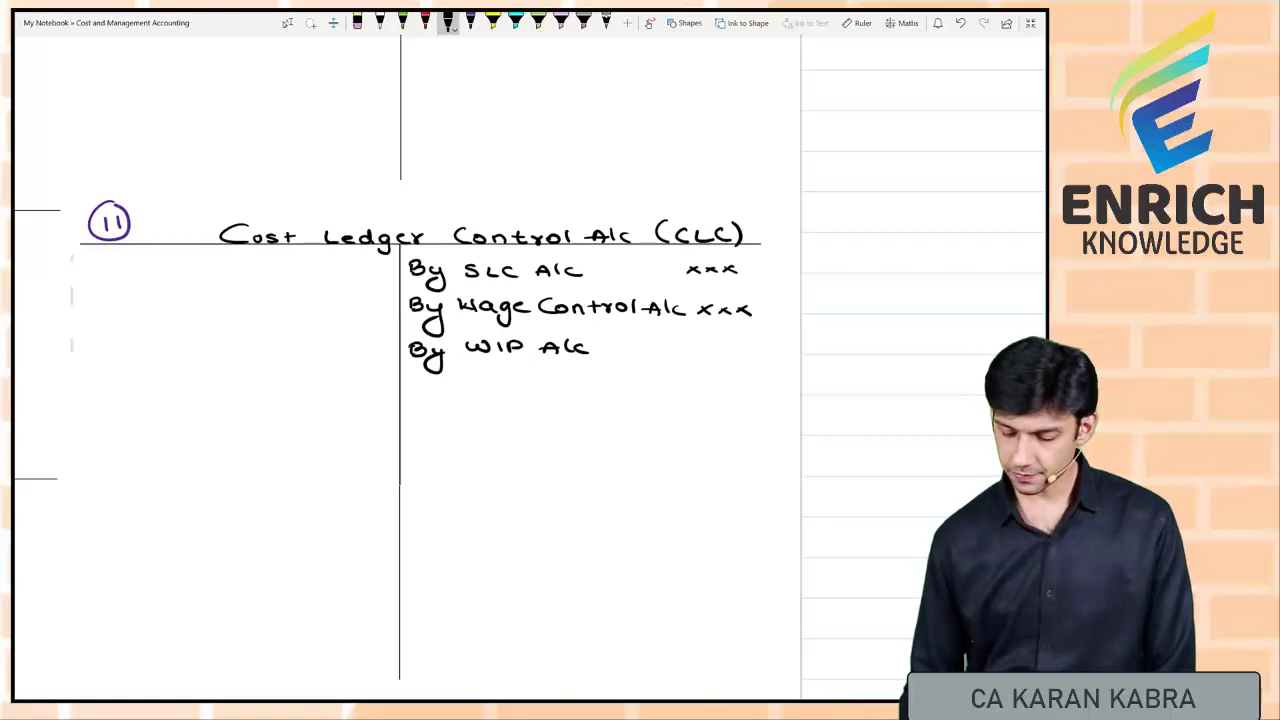 My Notebook » Cost and Management Accounting
Shapes
Ink to Shape
Ink to Text
Ruler
Maths
11
Cost Ledger Control A/c (CLC)
By SLC A/c xxx
By Wage Control A/c xxx
By WIP A/c
ENRICH
KNOWLEDGE
CA KARAN KABRA